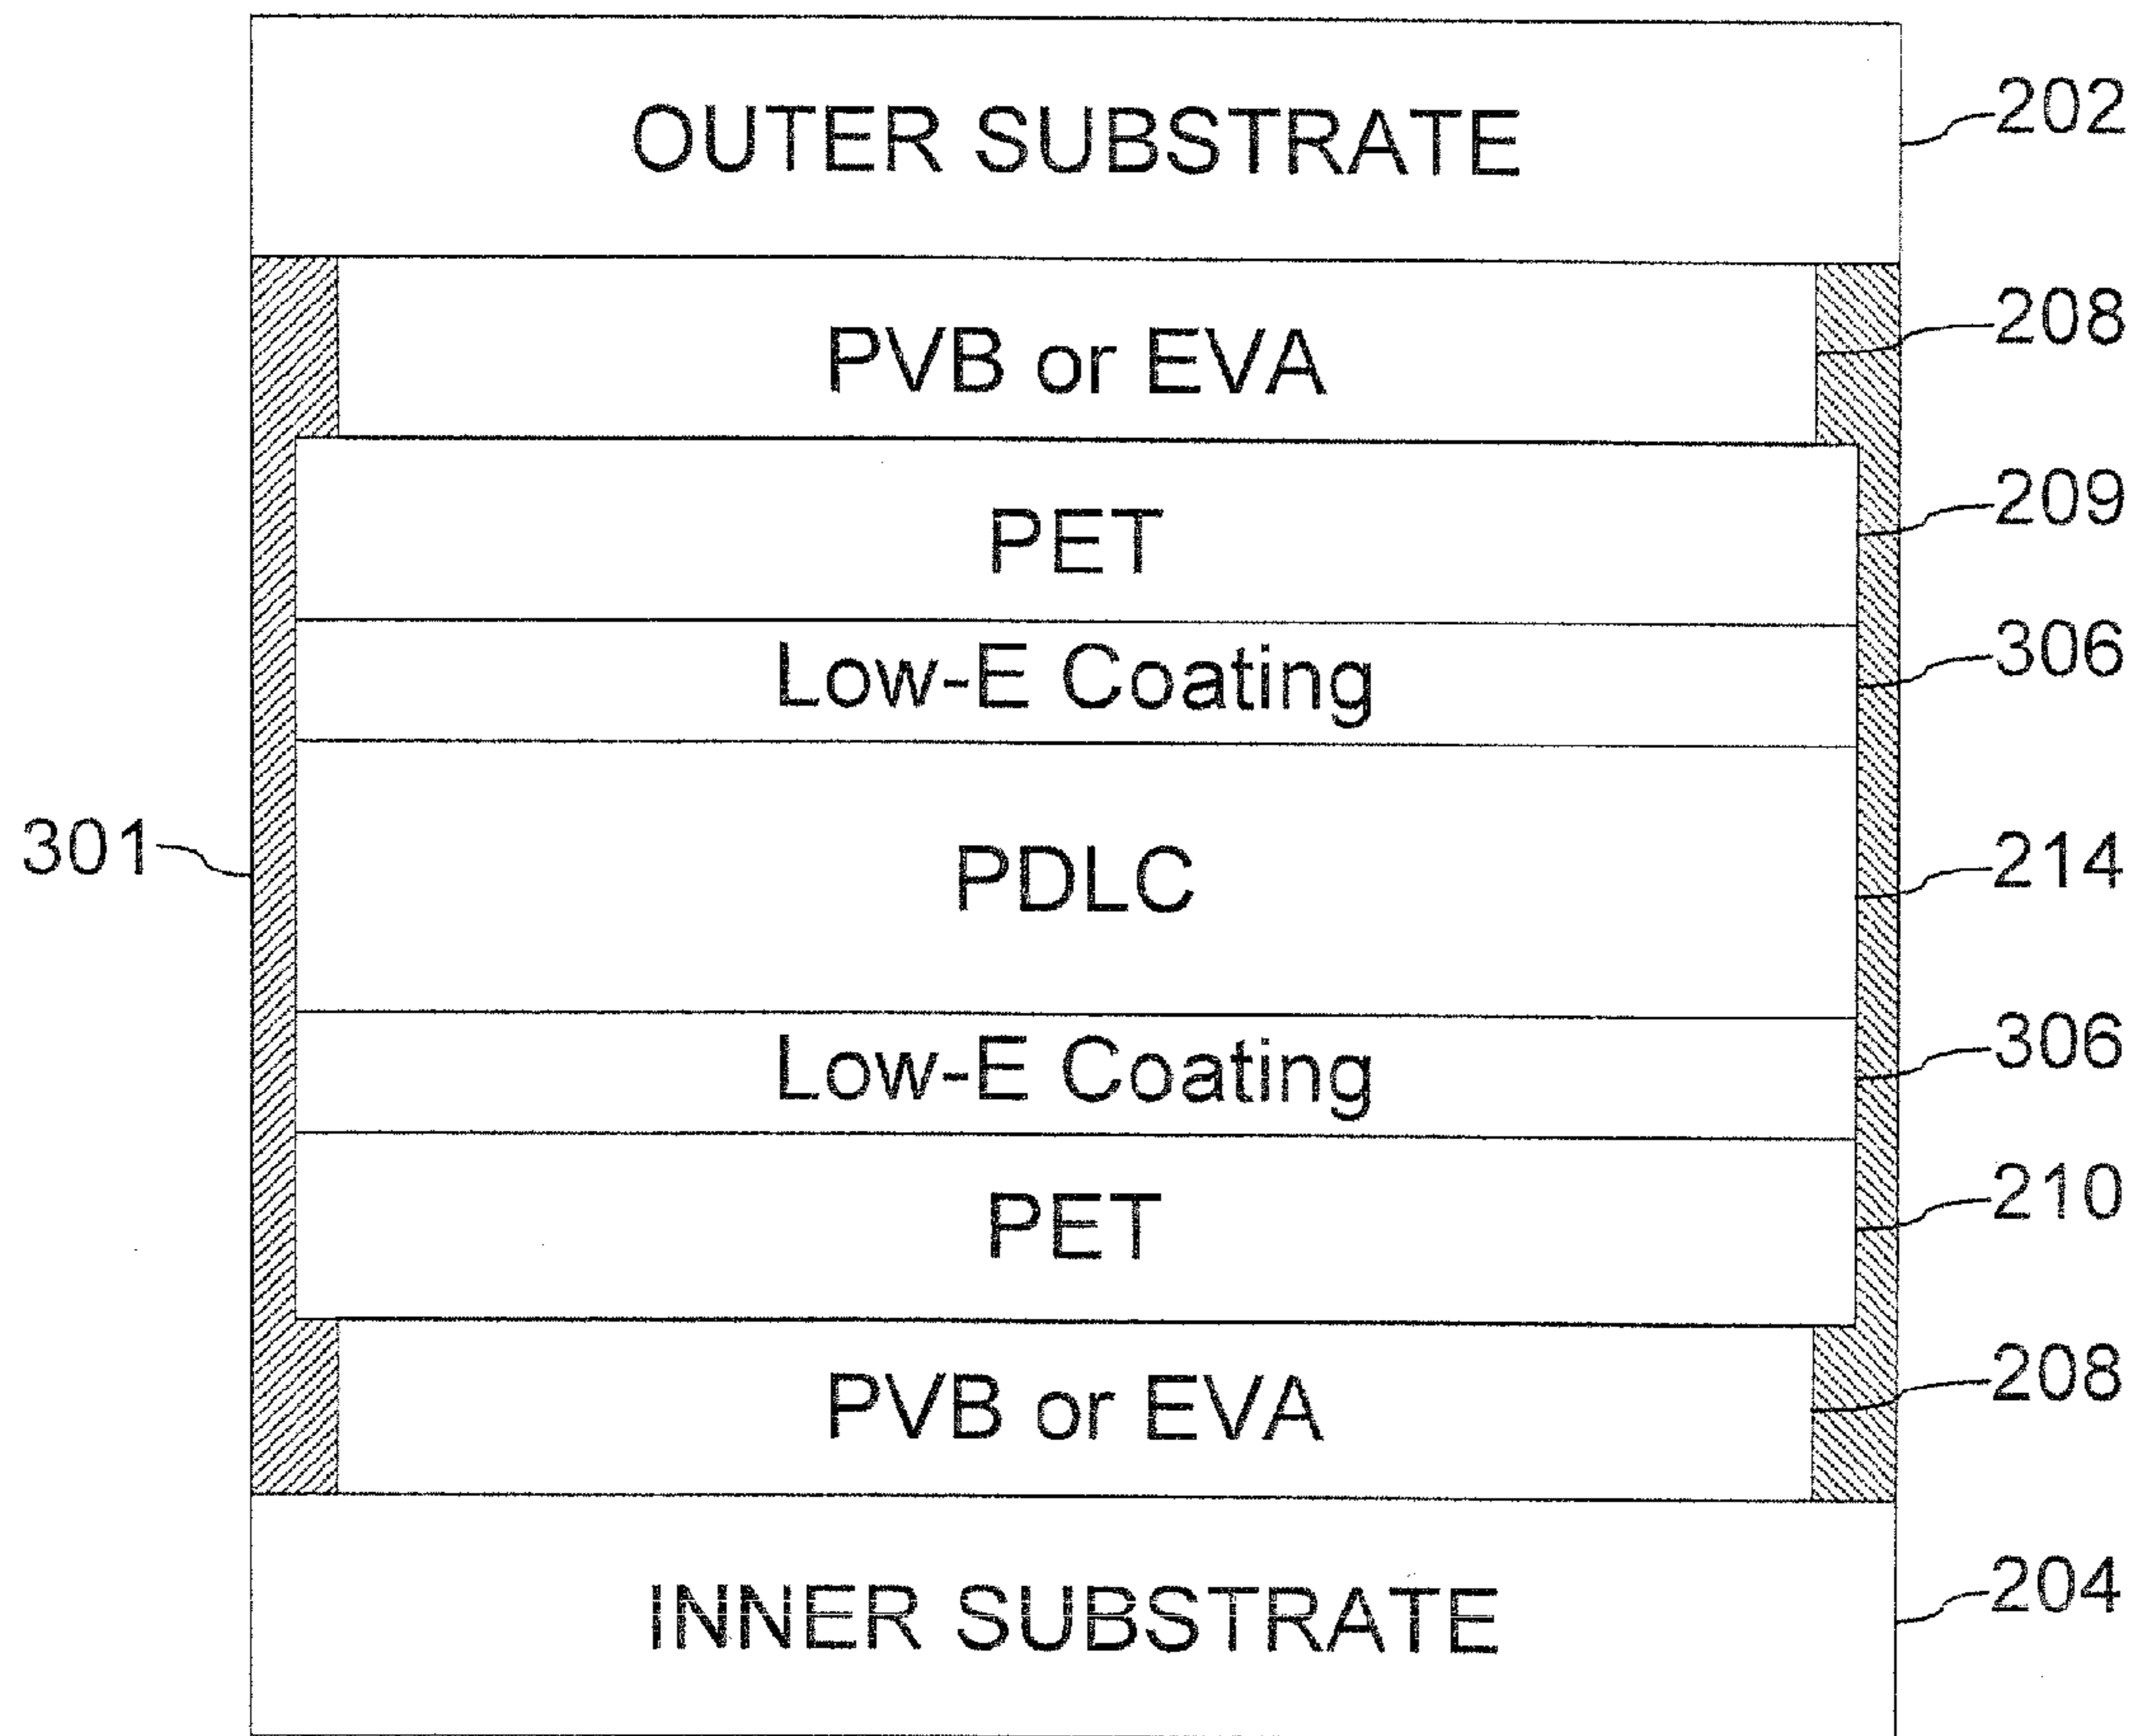 OUTER SUBSTRATE
202
PVB or EVA
208
PET
209
Low-E Coating
306
301
PDLC
214
Low-E Coating
306
PET
210
PVB or EVA
208
INNER SUBSTRATE
204